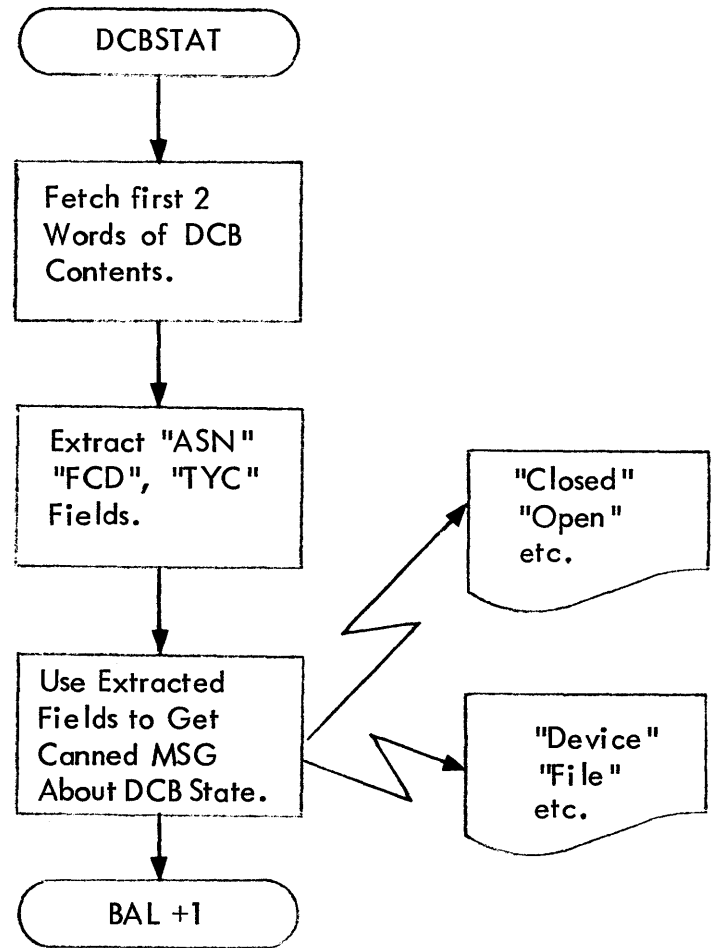 DCBSTAT
Fetch first 2
Words of DCB
Contents.
Extract "ASN"
"FCD", "TYC"
Fields.
Use Extracted
Fields to Get
Canned MSG
About DCB State.
"Closed"
"Open"
etc.
"Device"
"File"
etc.
BAL +1